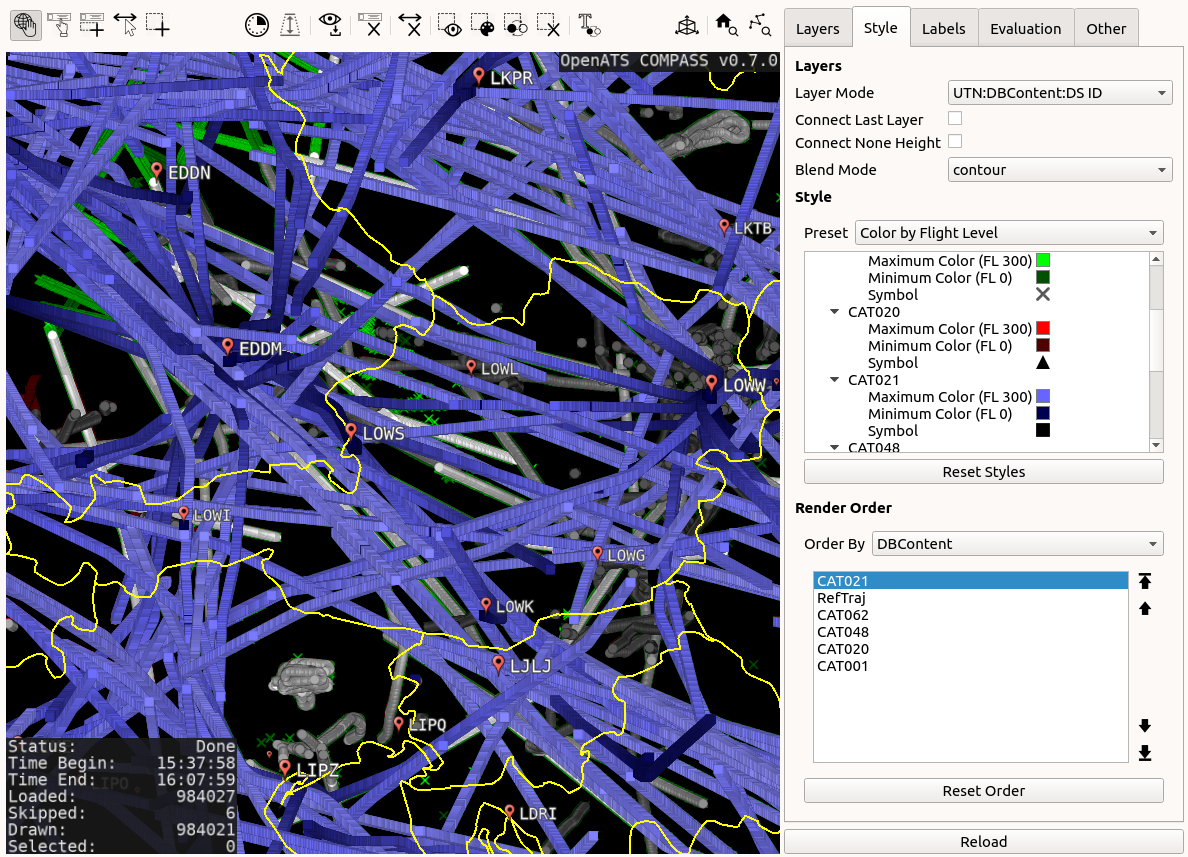 OpenATS COMPASS v0.7.0
LKPR
EDDN
LKTB
EDDM
LOWL
LOWW
LOWS
LOWI
LOWG
LOWK
LJLJ
LIPQ
LIPZ
LDRI
Status: Done
Time Begin: 15:37:58
Time End: 16:07:59
Loaded: 984027
Skipped: 6
Drawn: 984021
Selected: 0
Layers Style Labels Evaluation Other
Layers
Layer Mode UTN:DBContent:DS ID
Connect Last Layer
Connect None Height
Blend Mode contour
Style
Preset Color by Flight Level
Maximum Color (FL 300)
Minimum Color (FL 0)
Symbol
CAT020
Maximum Color (FL 300)
Minimum Color (FL 0)
Symbol
CAT021
Maximum Color (FL 300)
Minimum Color (FL 0)
Symbol
CAT048
Reset Styles
Render Order
Order By DBContent
CAT021
RefTraj
CAT062
CAT048
CAT020
CAT001
Reset Order
Reload